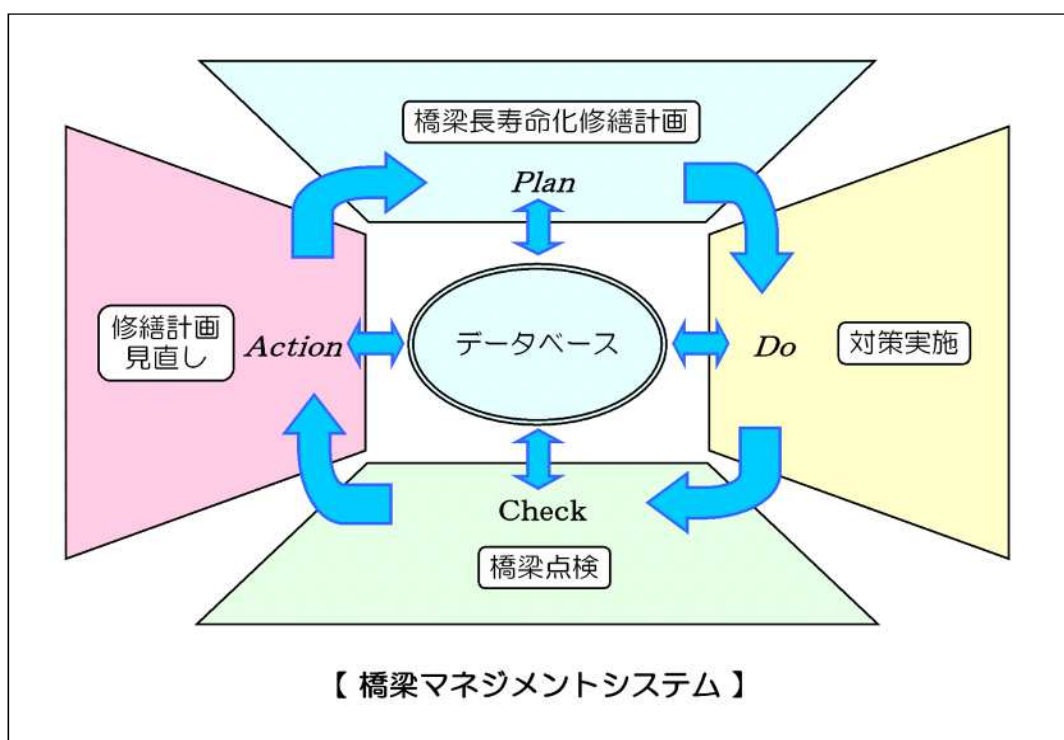 橋梁長寿命化修繕計画
Plan
修繕計画
見直し
Action
データベース
Do
対策実施
Check
橋梁点検
【 橋梁マネジメントシステム 】